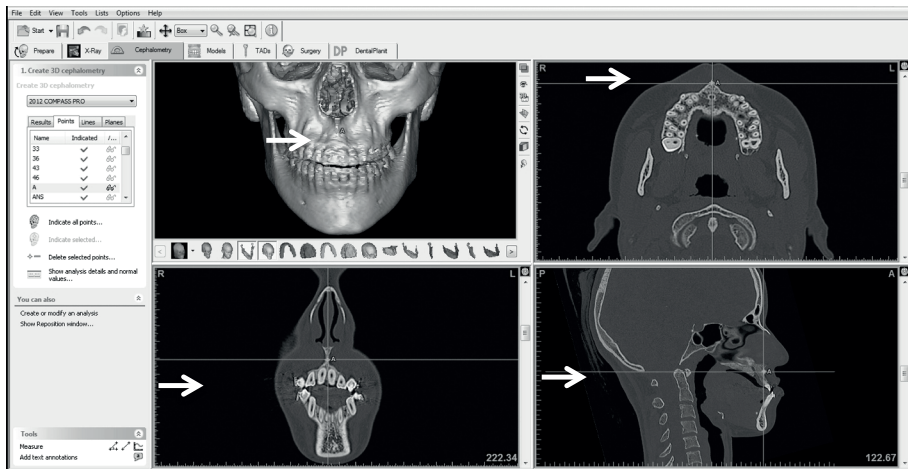 File Edit View Tools Lists Options Help
Start Box
Prepare X-Ray Cephalometry Models TADs Surgery DP DentalPlanit
1. Create 3D cephalometry
Create 3D cephalometry
2012 COMPASS PRO
Results Points Lines Planes
Name Indicated /...
33
36
43
46
A
ANS
Indicate all points...
Indicate selected...
Delete selected points...
Show analysis details and normal
values...
You can also
Create or modify an analysis
Show Reposition window...
Tools
Measure
Add text annotations
A
R L
A
R L
A
222.34
P A
A
122.67